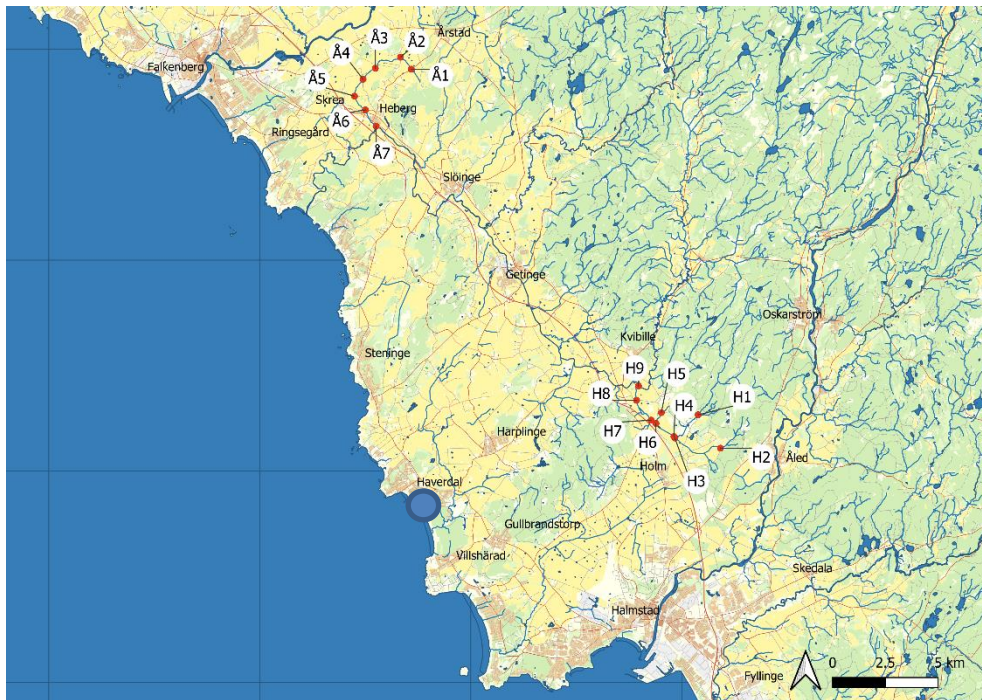 Årstad
Å2
Å3
Å4
Å1
Falkenberg
Å5
Skrea
Heberg
Å6
Ringsegård
Å7
Slöinge
Getinge
Oskarström
Kvibille
Steninge
H9
H5
H8
H4
H1
Harplinge
H7
H6
H2
Holm
Åled
H3
Haverdal
Gullbrandstorp
Villshärad
Skedala
Halmstad
0 2,5 5 km
Fyllinge